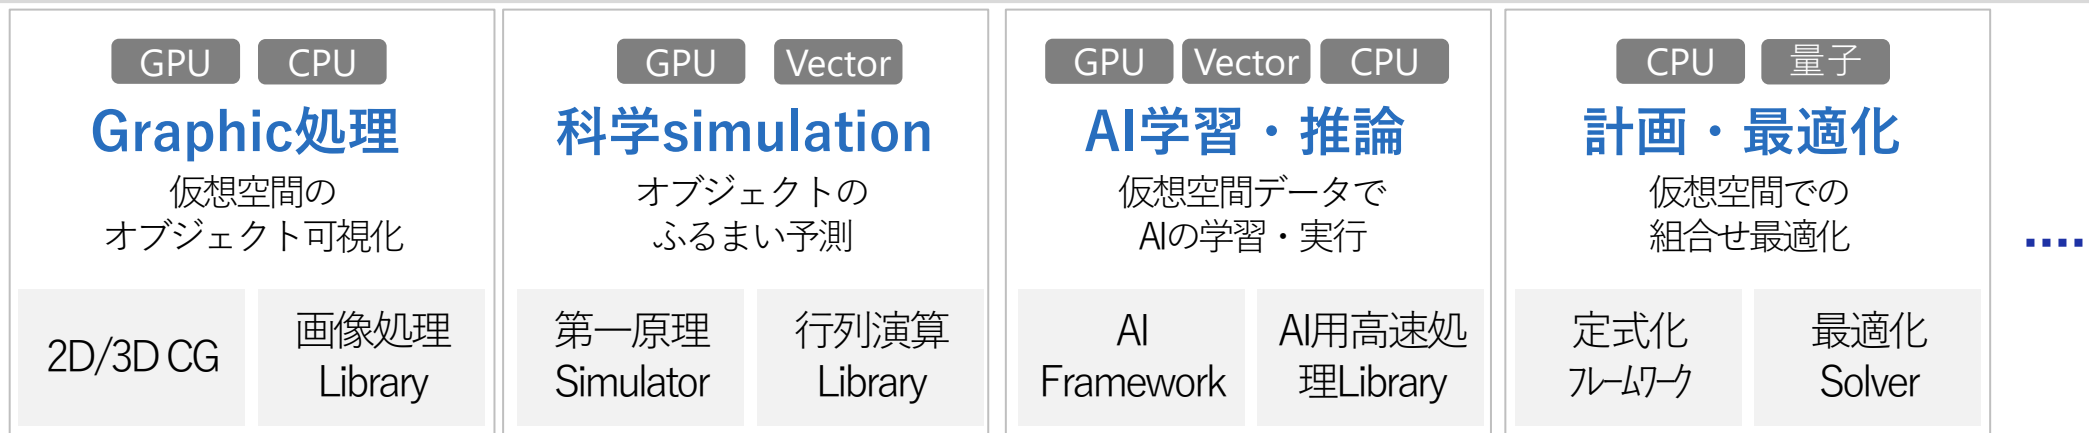 GPU CPU
Graphic処理
仮想空間の
オブジェクト可視化
2D/3D CG
画像処理
Library
GPU Vector
科学simulation
オブジェクトの
ふるまい予測
第一原理
Simulator
行列演算
Library
GPU Vector CPU
AI学習・推論
仮想空間データで
AIの学習・実行
AI
Framework
AI用高速処
理Library
CPU 量子
計画・最適化
仮想空間での
組合せ最適化
定式化
フレームワーク
最適化
Solver
....